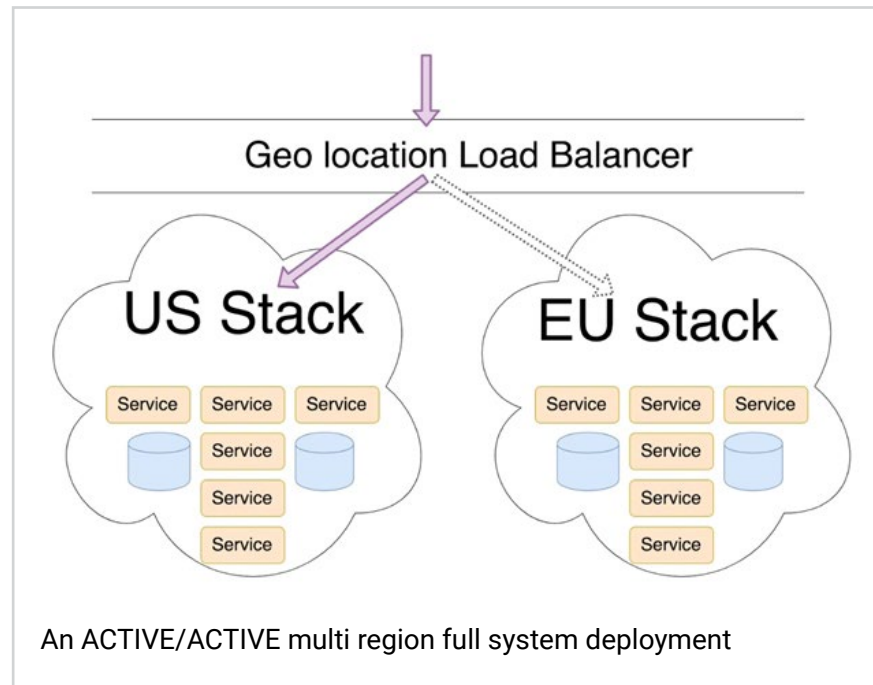 Geo location Load Balancer
US Stack
EU Stack
Service Service Service
Service Service Service
Service
Service
Service
Service
Service
Service
An ACTIVE/ACTIVE multi region full system deployment